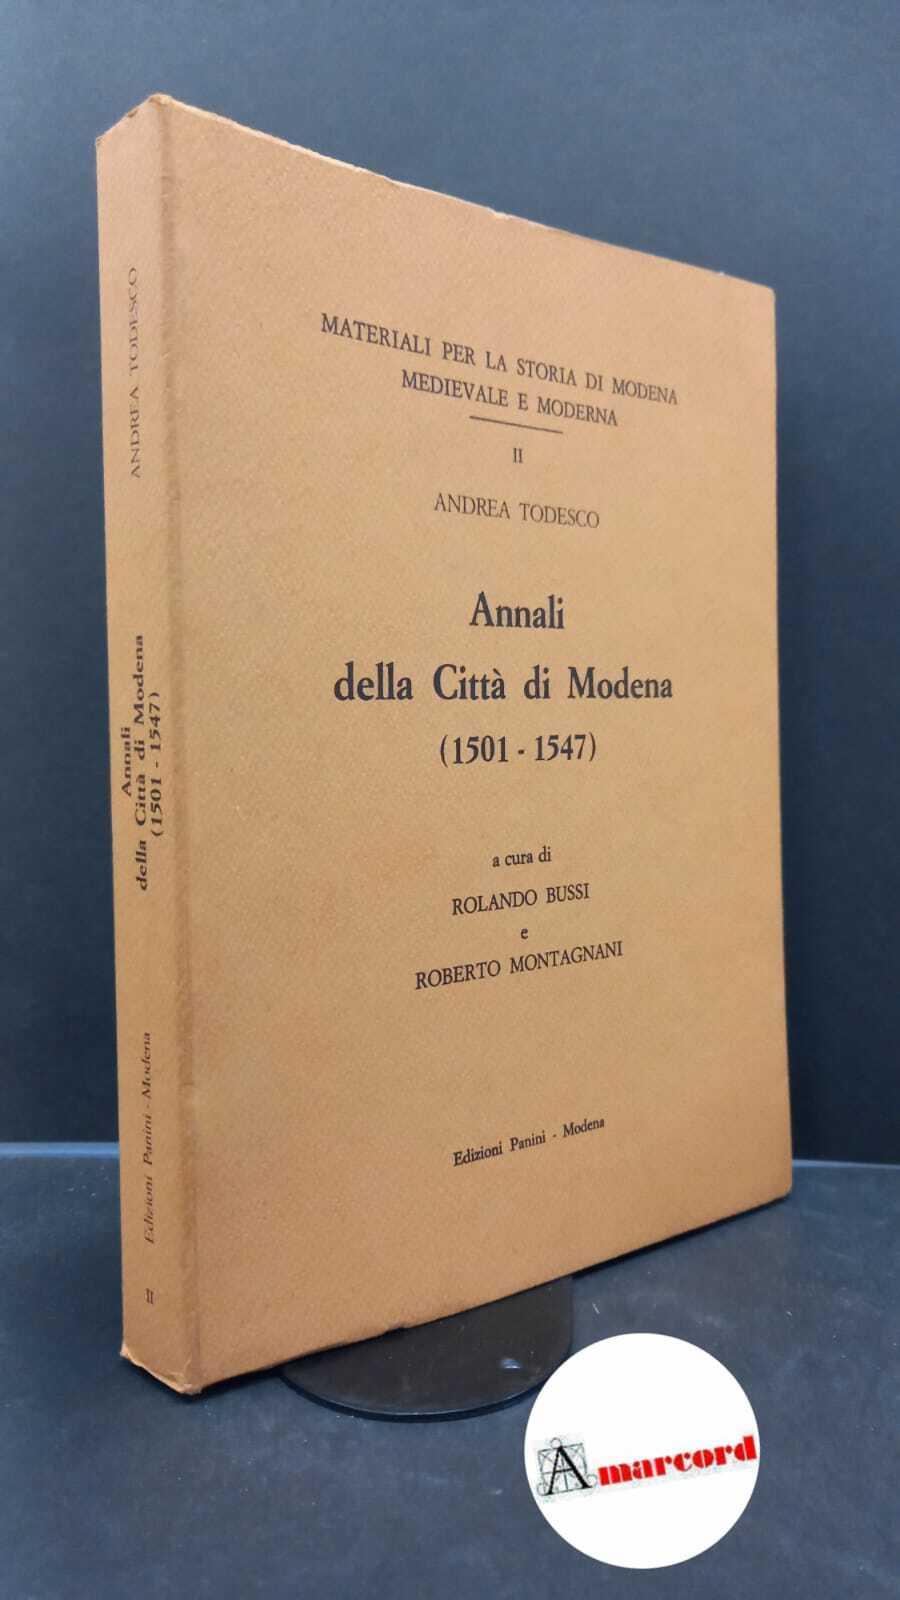 MATERIALI PER LA STORIA DI MODENA
MEDIEVALE E MODERNA
II
ANDREA TODESCO
Annali
della Città di Modena
(1501 - 1547)
a cura di
ROLANDO BUSSI
e
ROBERTO MONTAGNANI
Edizioni Panini - Modena
ANDREA TODESCO
Annali
della Città di Modena
(1501 - 1547)
Edizioni Panini - Modena
II
Amarcord